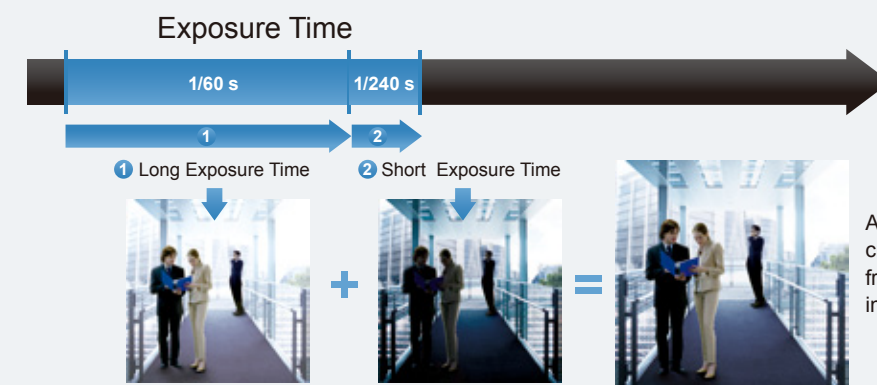 Exposure Time
1/60 s 1/240 s
1 2
1 Long Exposure Time 2 Short Exposure Time
+ =